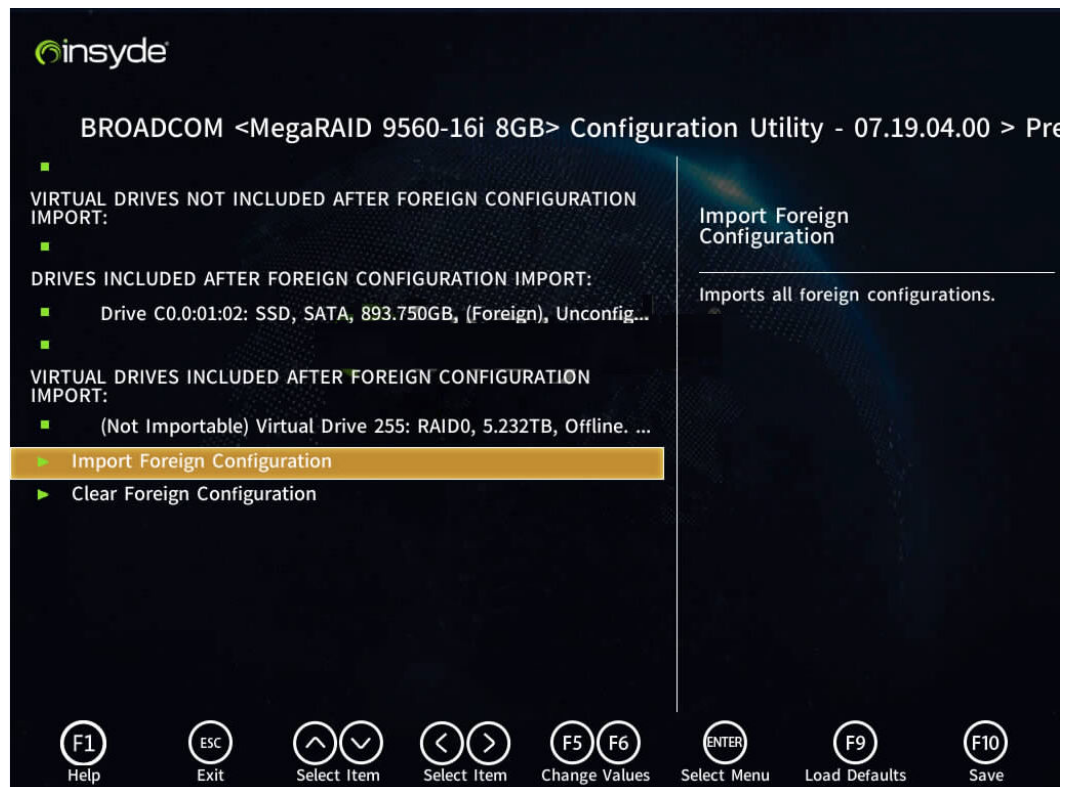 insyde
BROADCOM <MegaRAID 9560-16i 8GB> Configuration Utility - 07.19.04.00 > Pre
VIRTUAL DRIVES NOT INCLUDED AFTER FOREIGN CONFIGURATION
IMPORT:
DRIVES INCLUDED AFTER FOREIGN CONFIGURATION IMPORT:
Drive C0.0:01:02: SSD, SATA, 893.750GB, (Foreign), Unconfig...
VIRTUAL DRIVES INCLUDED AFTER FOREIGN CONFIGURATION
IMPORT:
(Not Importable) Virtual Drive 255: RAID0, 5.232TB, Offline. ...
Import Foreign Configuration
Clear Foreign Configuration
Import Foreign
Configuration
Imports all foreign configurations.
F1 ESC F5 F6 ENTER F9 F10
Help Exit Select Item Select Item Change Values Select Menu Load Defaults Save